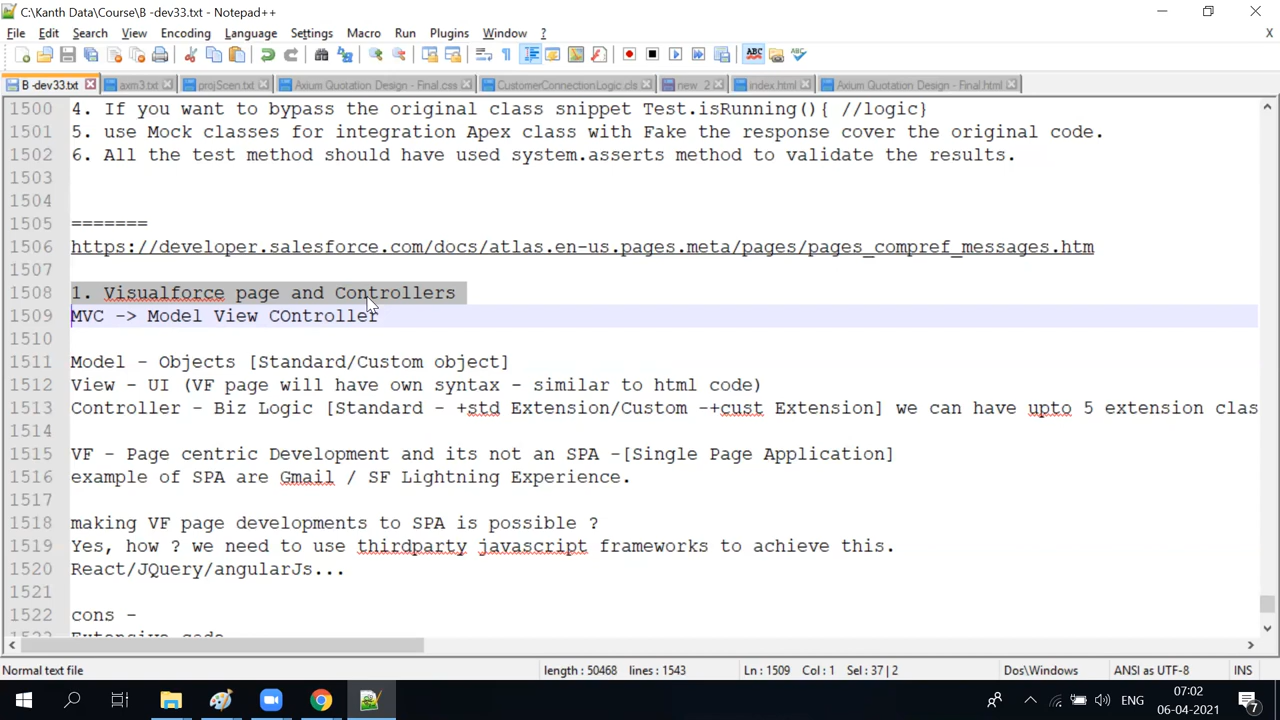 C:\Kanth Data\Course\B -dev33.txt - Notepad++
File Edit Search View Encoding Language Settings Macro Run Plugins Window ? X
B -dev33.txt axm3.txt projScen.txt Axium Quotation Design - Final.css CustomerConnectionLogic.cls new 2 index.html Axium Quotation Design - Final.html
1500 4. If you want to bypass the original class snippet Test.isRunning(){ //logic}
1501 5. use Mock classes for integration Apex class with Fake the response cover the original code.
1502 6. All the test method should have used system.asserts method to validate the results.
1503
1504
1505 =======
1506 https://developer.salesforce.com/docs/atlas.en-us.pages.meta/pages/pages_compref_messages.htm
1507
1508 1. Visualforce page and Controllers
1509 MVC -> Model View COntroller
1510
1511 Model - Objects [Standard/Custom object]
1512 View - UI (VF page will have own syntax - similar to html code)
1513 Controller - Biz Logic [Standard - +std Extension/Custom -+cust Extension] we can have upto 5 extension clas
1514
1515 VF - Page centric Development and its not an SPA -[Single Page Application]
1516 example of SPA are Gmail / SF Lightning Experience.
1517
1518 making VF page developments to SPA is possible ?
1519 Yes, how ? we need to use thirdparty javascript frameworks to achieve this.
1520 React/JQuery/angularJs...
1521
1522 cons -
1523 Extensive code
Normal text file length : 50468 lines : 1543 Ln : 1509 Col : 1 Sel : 37 | 2 Dos\Windows ANSI as UTF-8 INS
ENG 07:02
06-04-2021 7